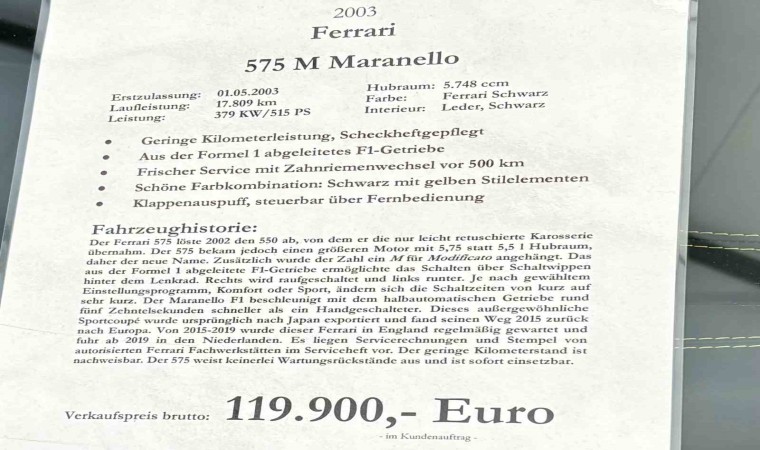 2003
Ferrari
575 M Maranello
Erstzulassung: 01.05.2003 Hubraum: 5.748 ccm
Laufleistung: 17.809 km Farbe: Ferrari Schwarz
Leistung: 379 KW/515 PS Interieur: Leder, Schwarz
• Geringe Kilometerleistung, Scheckheftgepflegt
• Aus der Formel 1 abgeleitetes F1-Getriebe
• Frischer Service mit Zahnriemenwechsel vor 500 km
• Schöne Farbkombination: Schwarz mit gelben Stilelementen
• Klappenauspuff, steuerbar über Fernbedienung
Fahrzeughistorie:
Der Ferrari 575 löste 2002 den 550 ab, von dem er die nur leicht retuschierte Karosserie
übernahm. Der 575 bekam jedoch einen größeren Motor mit 5,75 statt 5,5 l Hubraum,
daher der neue Name. Zusätzlich wurde der Zahl ein M für Modificato angehängt. Das
aus der Formel 1 abgeleitete F1-Getriebe ermöglichte das Schalten über Schaltwippen
hinter dem Lenkrad. Rechts wird raufgeschaltet und links runter. Je nach gewähltem
Einstellungsprogramm, Komfort oder Sport, ändern sich die Schaltzeiten von kurz auf
sehr kurz. Der Maranello F1 beschleunigt mit dem halbautomatischen Getriebe rund
fünf Zehntelsekunden schneller als ein Handgeschalteter. Dieses außergewöhnliche
Sportcoupé wurde ursprünglich nach Japan exportiert und fand seinen Weg 2015 zurück
nach Europa. Von 2015-2019 wurde dieser Ferrari in England regelmäßig gewartet und
fuhr ab 2019 in den Niederlanden. Es liegen Servicerechnungen und Stempel von
autorisierten Ferrari Fachwerkstätten im Serviceheft vor. Der geringe Kilometerstand ist
nachweisbar. Der 575 weist keinerlei Wartungsrückstände aus und ist sofort einsetzbar.
Verkaufspreis brutto: 119.900,- Euro
- im Kundenauftrag -